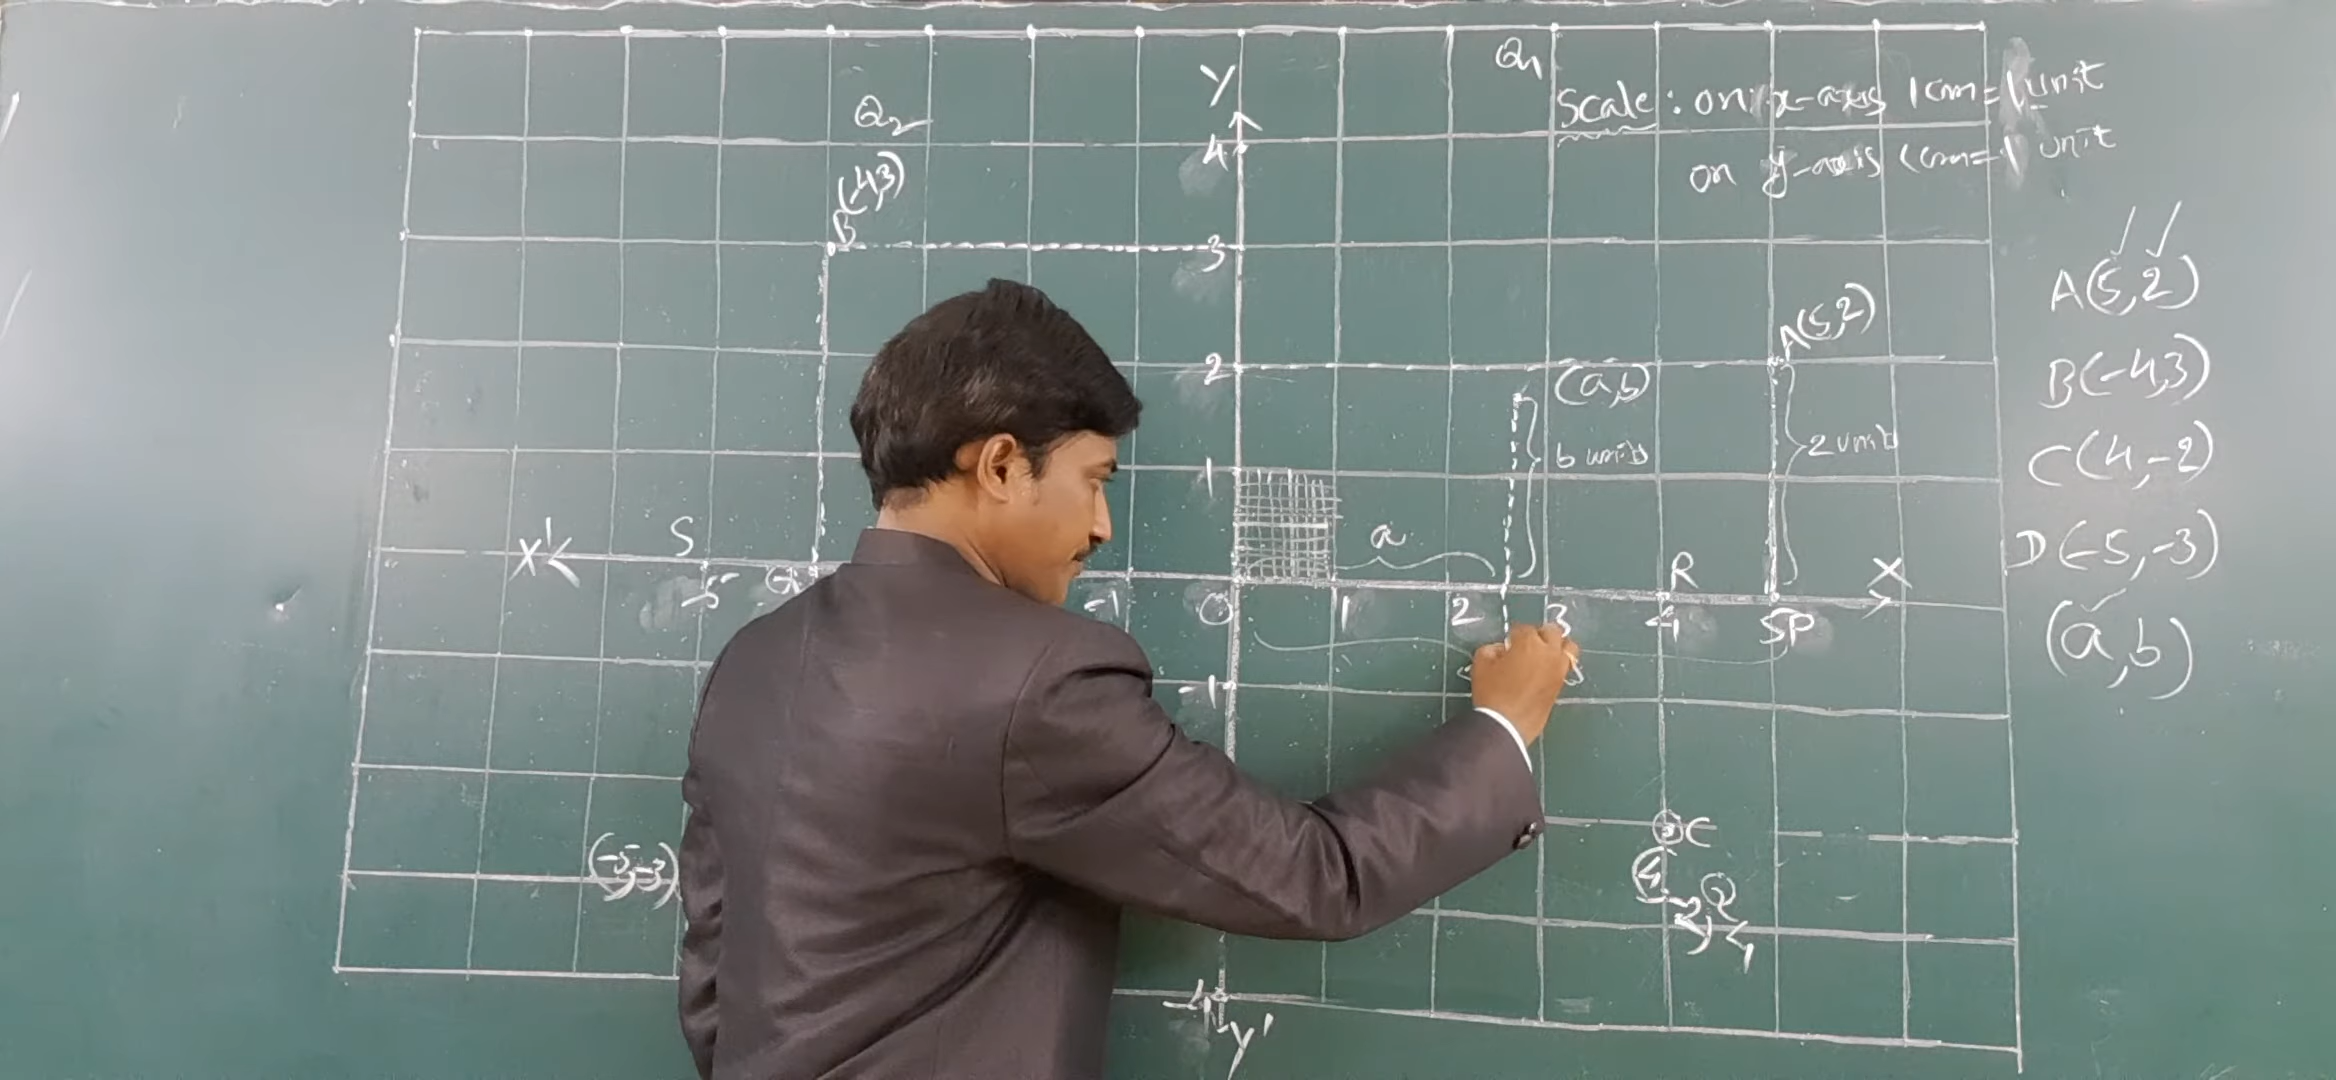 Q1
Y
Scale: on x-axis 1cm=1 unit
Q2
4
on y-axis 1cm=1 unit
(-4,3)
B
3
A(5,2)
A(5,2)
2
(a,b)
B(-4,3)
1
b units
2 units
C(4,-2)
X'
S
a
R
X
D(-5,-3)
-5
Q
-1
0
1
2
3
4
5P
(a,b)
-1
C
(-5,-3)
(4,-2)
Q4
-4
Y'